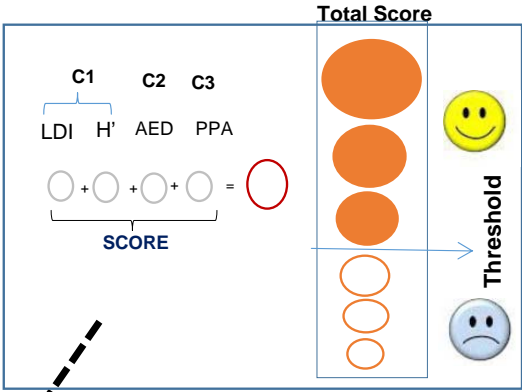 Total Score
C1 C2 C3
LDI H' AED PPA
+ + + =
SCORE
Threshold